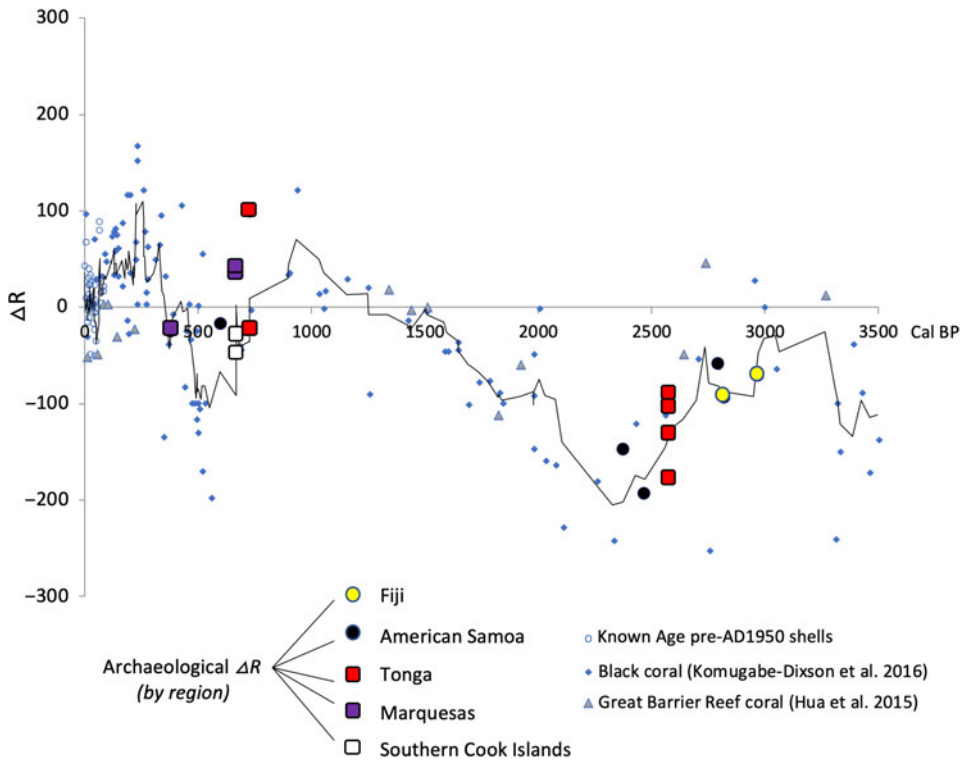 300
200
100
0
−100
−200
−300
ΔR
0
500
1000
1500
2000
2500
3000
3500
Cal BP
Archaeological ΔR
(by region)
Fiji
American Samoa
Tonga
Marquesas
Southern Cook Islands
Known Age pre-AD1950 shells
Black coral (Komugabe-Dixson et al. 2016)
Great Barrier Reef coral (Hua et al. 2015)